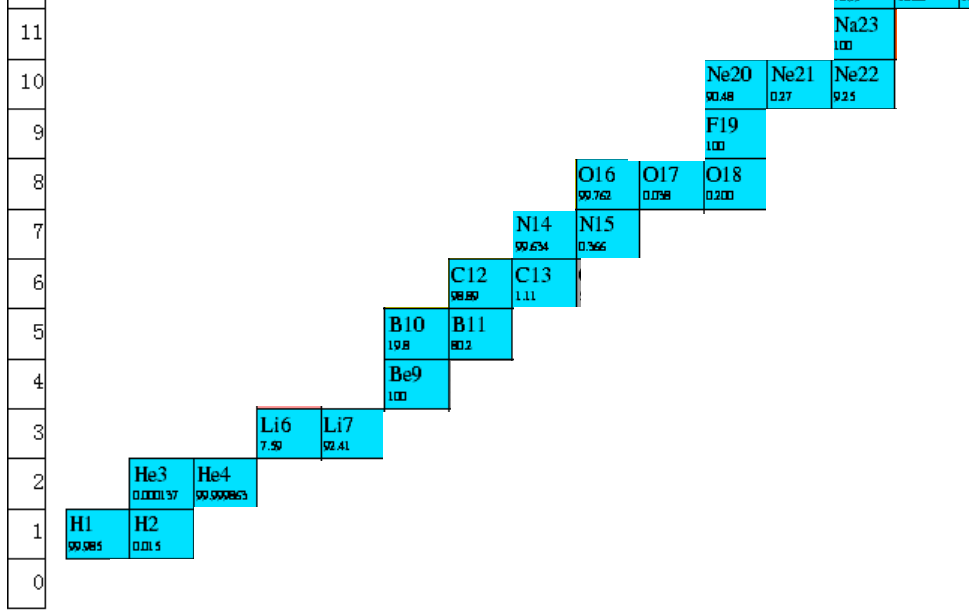 11 Na23
100
10 Ne20 Ne21 Ne22
90.48 0.27 9.25
9 F19
100
8 O16 O17 O18
99.762 0.038 0.200
7 N14 N15
99.634 0.366
6 C12 C13
98.89 1.11
5 B10 B11
19.8 80.2
4 Be9
100
3 Li6 Li7
7.59 92.41
2 He3 He4
0.000137 99.999863
1 H1 H2
99.985 0.015
0